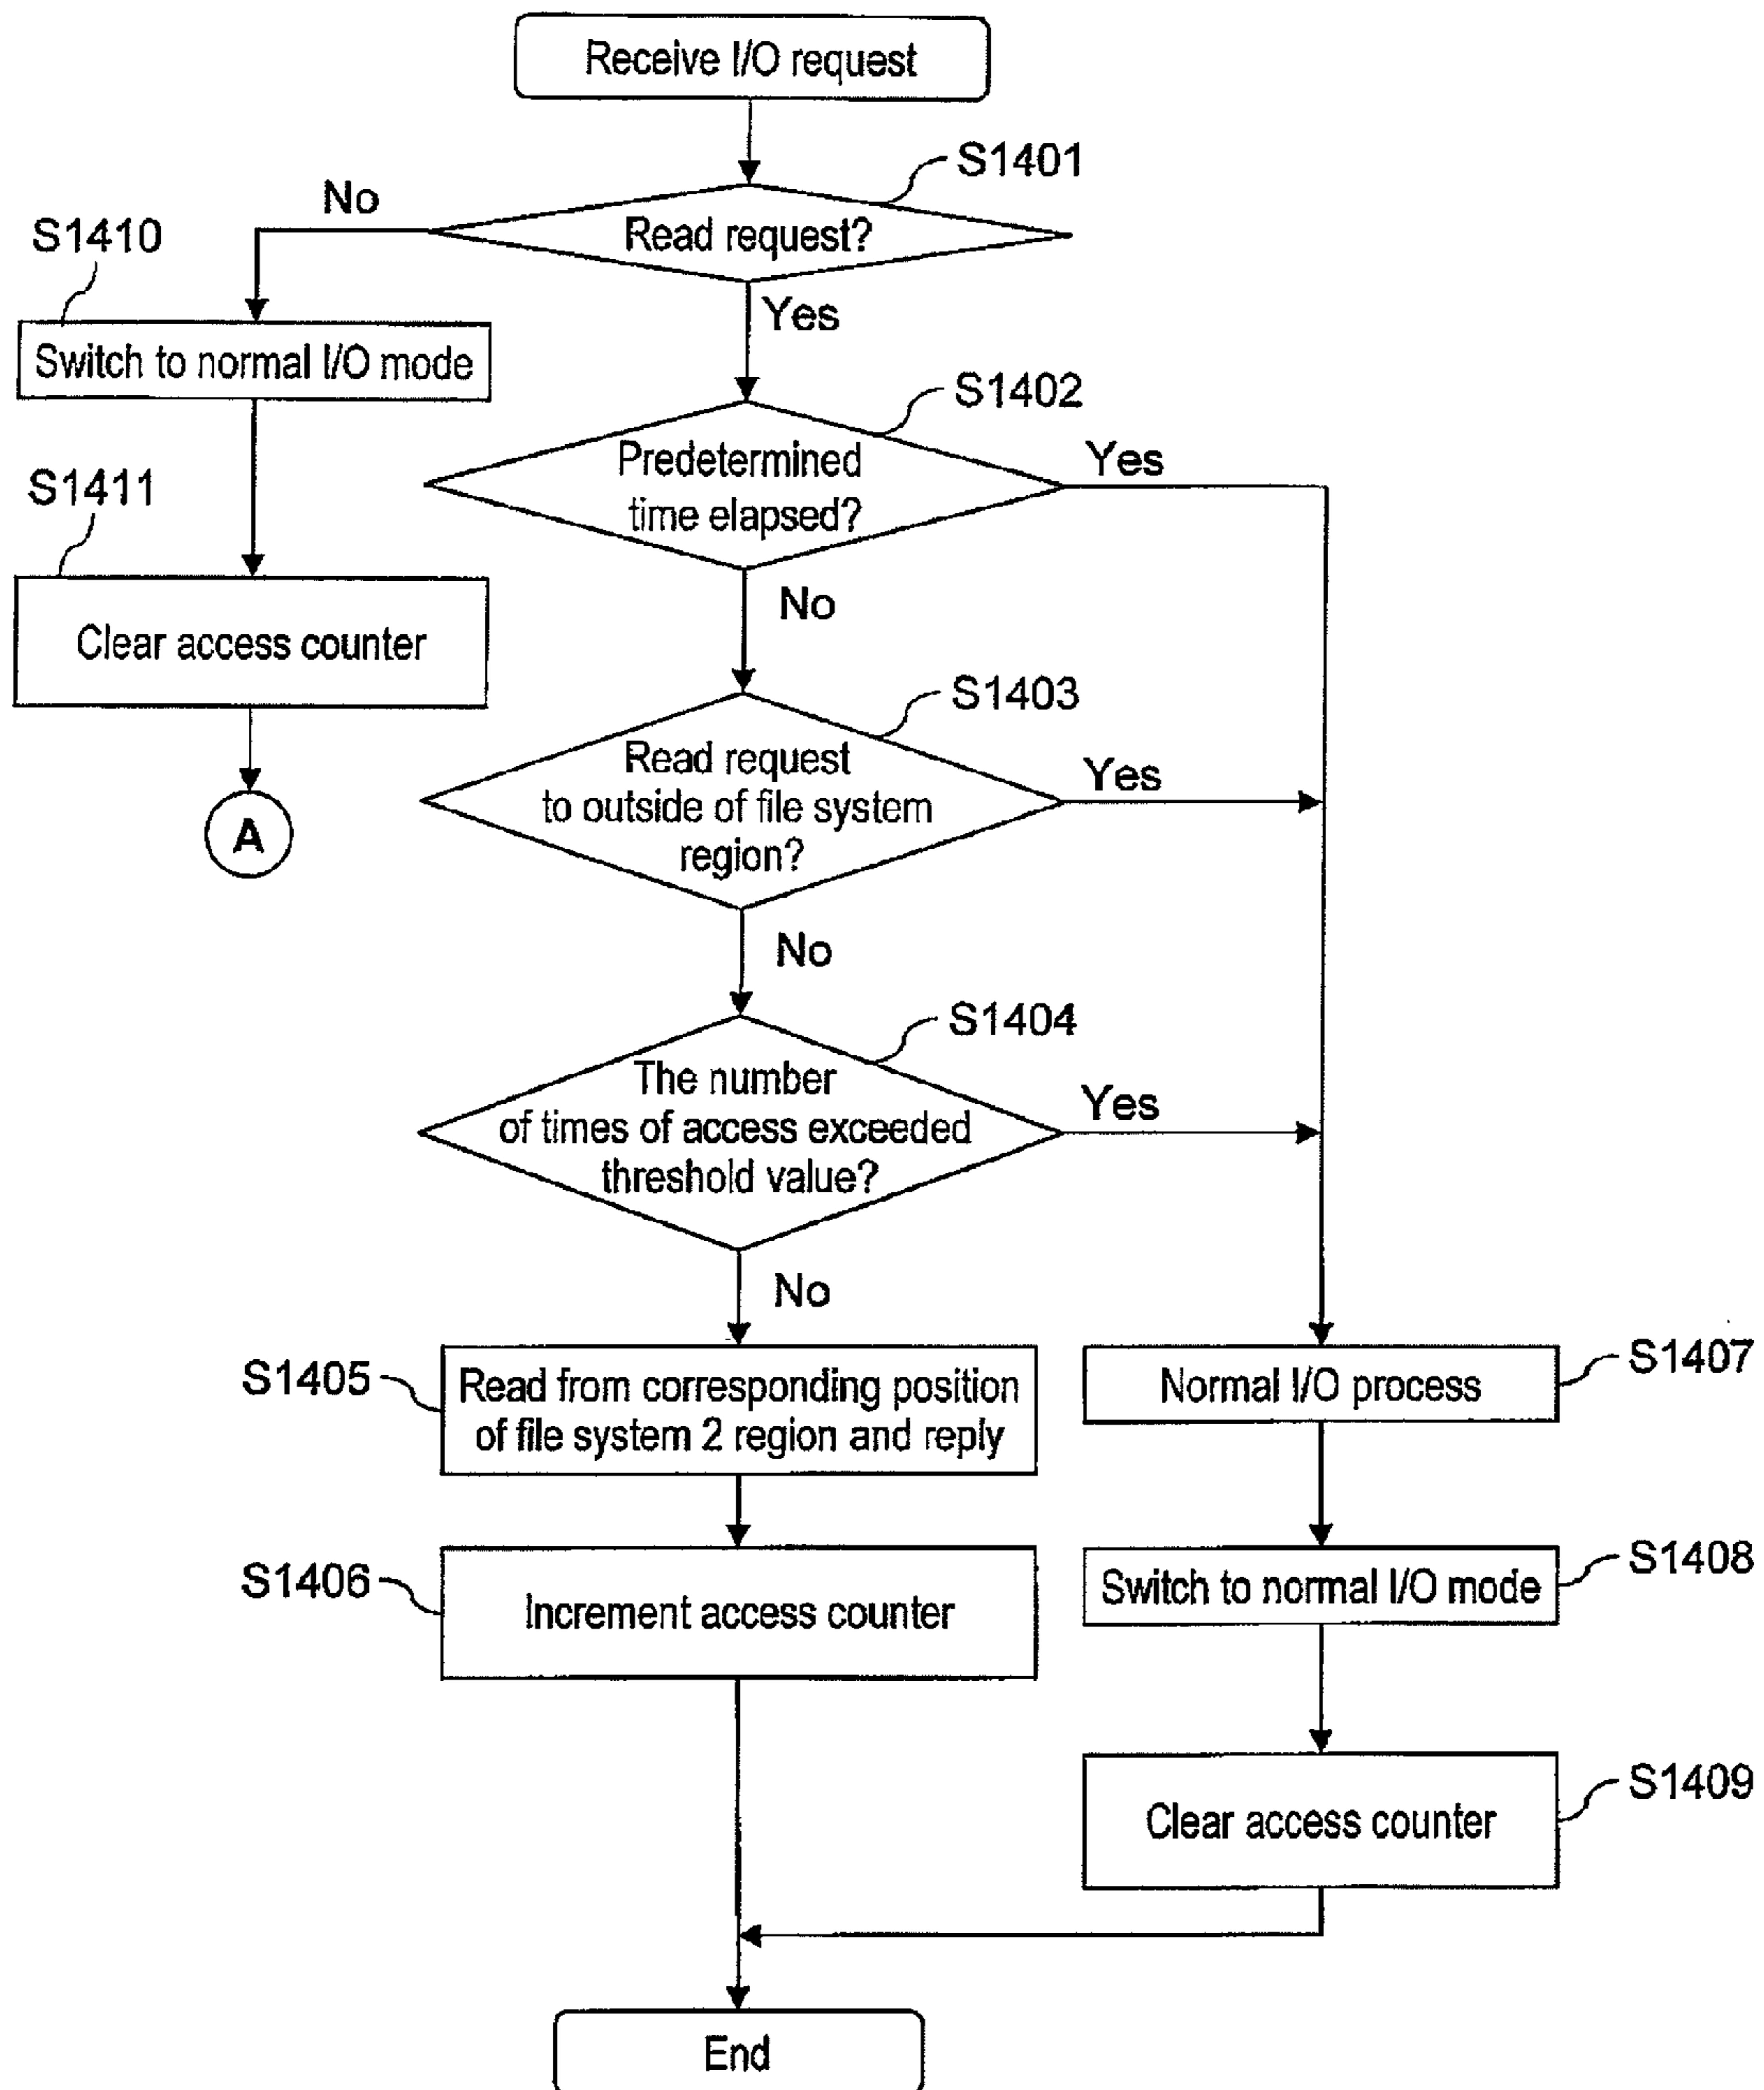 Receive I/O request
S1401
No
Read request?
S1410
Yes
Switch to normal I/O mode
S1402
Predetermined
time elapsed?
Yes
S1411
No
Clear access counter
S1403
Read request
to outside of file system
region?
Yes
A
No
S1404
The number
of times of access exceeded
threshold value?
Yes
No
S1405
Read from corresponding position
of file system 2 region and reply
Normal I/O process
S1407
S1406
Increment access counter
Switch to normal I/O mode
S1408
Clear access counter
S1409
End